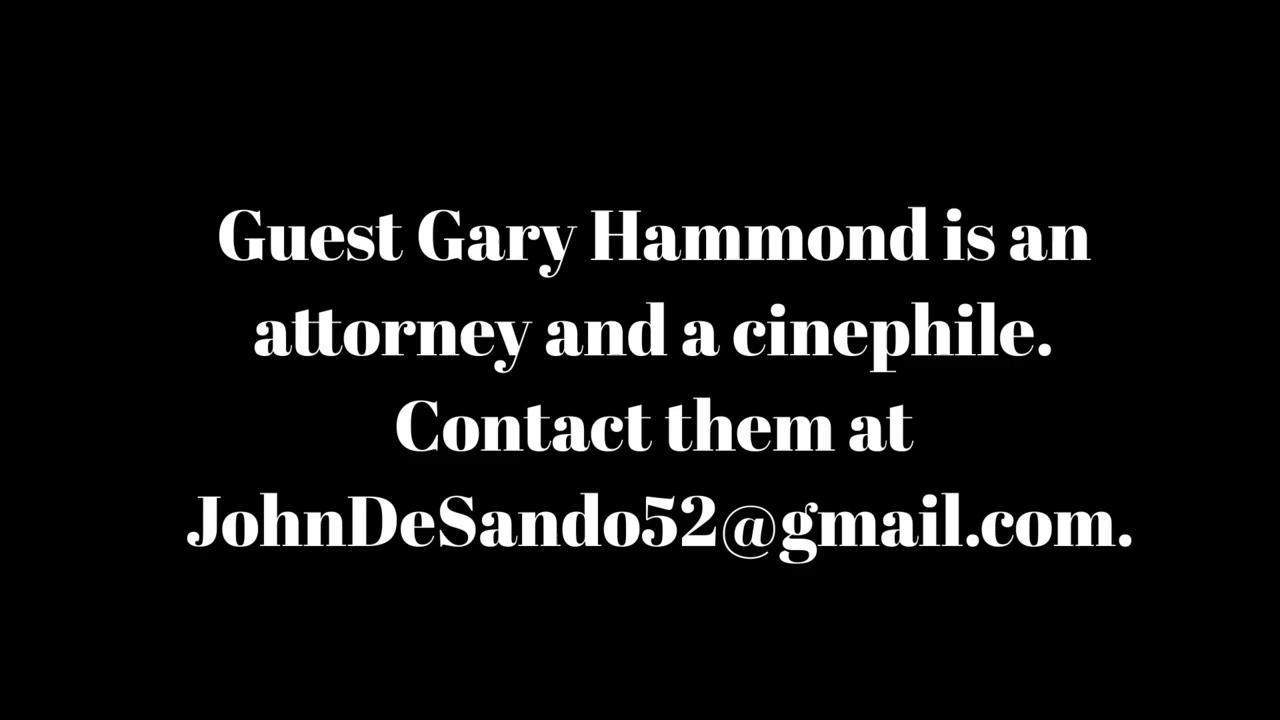 Guest Gary Hammond is an
attorney and a cinephile.
Contact them at
JohnDeSando52@gmail.com.